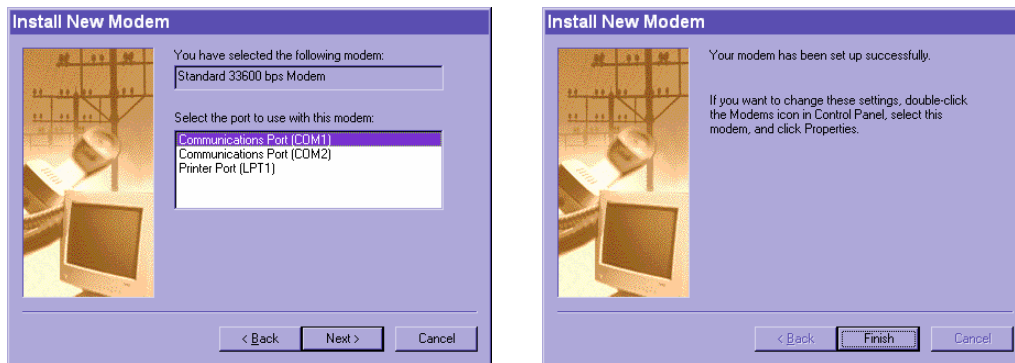 Install New Modem
You have selected the following modem:
Standard 33600 bps Modem
Select the port to use with this modem:
Communications Port (COM1)
Communications Port (COM2)
Printer Port (LPT1)
< Back
Next >
Cancel
Install New Modem
Your modem has been set up successfully.
If you want to change these settings, double-click
the Modems icon in Control Panel, select this
modem, and click Properties.
< Back
Finish
Cancel